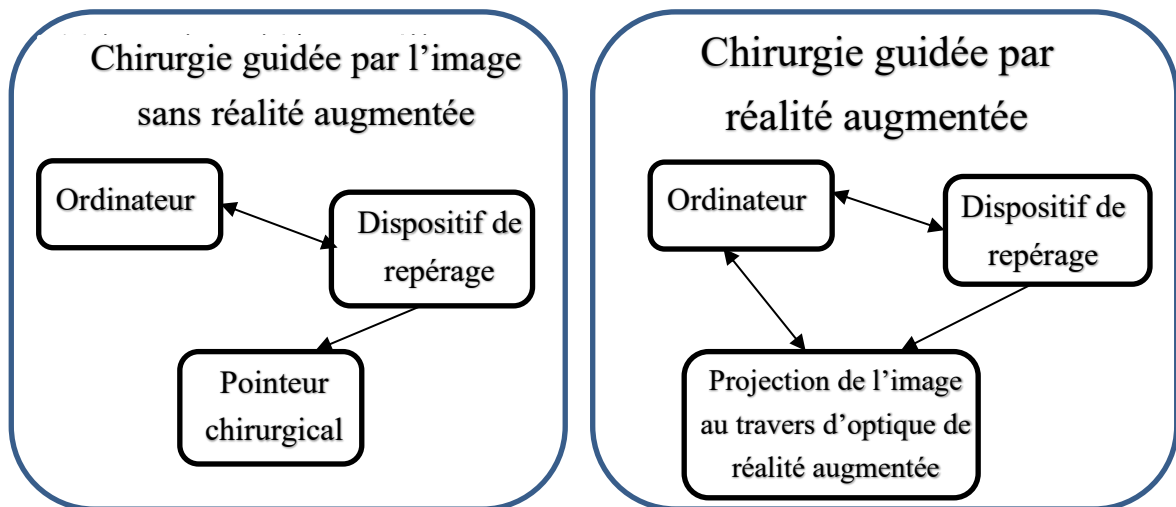 Chirurgie guidée par l’image
sans réalité augmentée
Ordinateur
Dispositif de
repérage
Pointeur
chirurgical
Chirurgie guidée par
réalité augmentée
Ordinateur
Dispositif de
repérage
Projection de l’image
au travers d’optique de
réalité augmentée